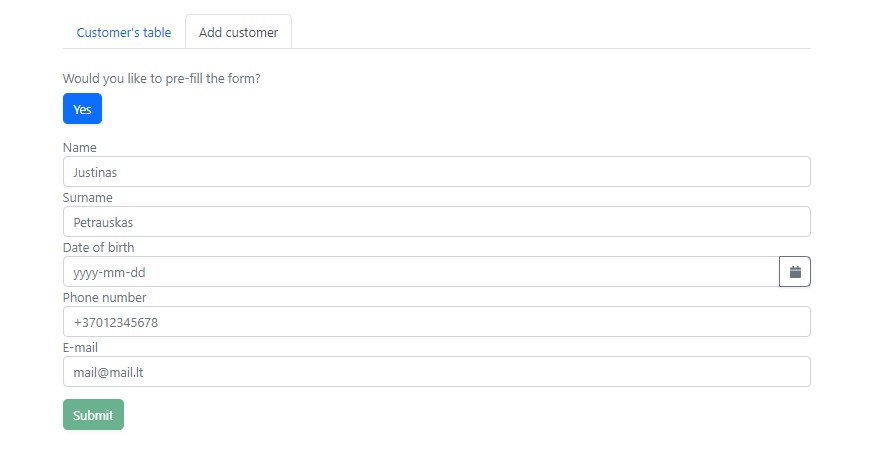 Customer's table
Add customer
Would you like to pre-fill the form?
Yes
Name
Justinas
Surname
Petrauskas
Date of birth
yyyy-mm-dd
Phone number
+37012345678
E-mail
mail@mail.lt
Submit